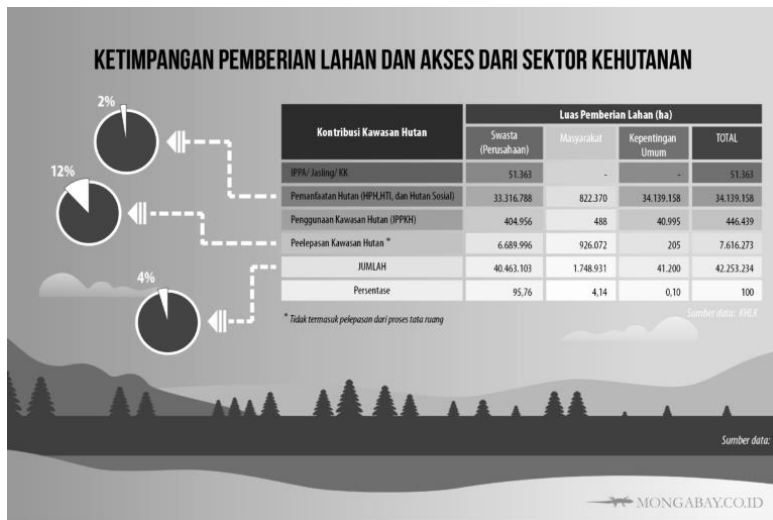 KETIMPANGAN PEMBERIAN LAHAN DAN AKSES DARI SEKTOR KEHUTANAN
2%
12%
4%
Kontribusi Kawasan Hutan
Luas Pemberian Lahan (ha)
Swasta (Perusahaan) Masyarakat Kepentingan Umum TOTAL
IPPA/ Jasling/ KK 51.363 - - 51.363
Pemanfaatan Hutan (HPH,HTI, dan Hutan Sosial) 33.316.788 822.370 34.139.158 34.139.158
Penggunaan Kawasan Hutan (IPPKH) 404.956 488 40.995 446.439
Peelepasan Kawasan Hutan * 6.689.996 926.072 205 7.616.273
JUMLAH 40.463.103 1.748.931 41.200 42.253.234
Persentase 95,76 4,14 0,10 100
* Tidak termasuk pelepasan dari proses tata ruang
Sumber data: KHLK
Sumber data:
MONGABAY.CO.ID